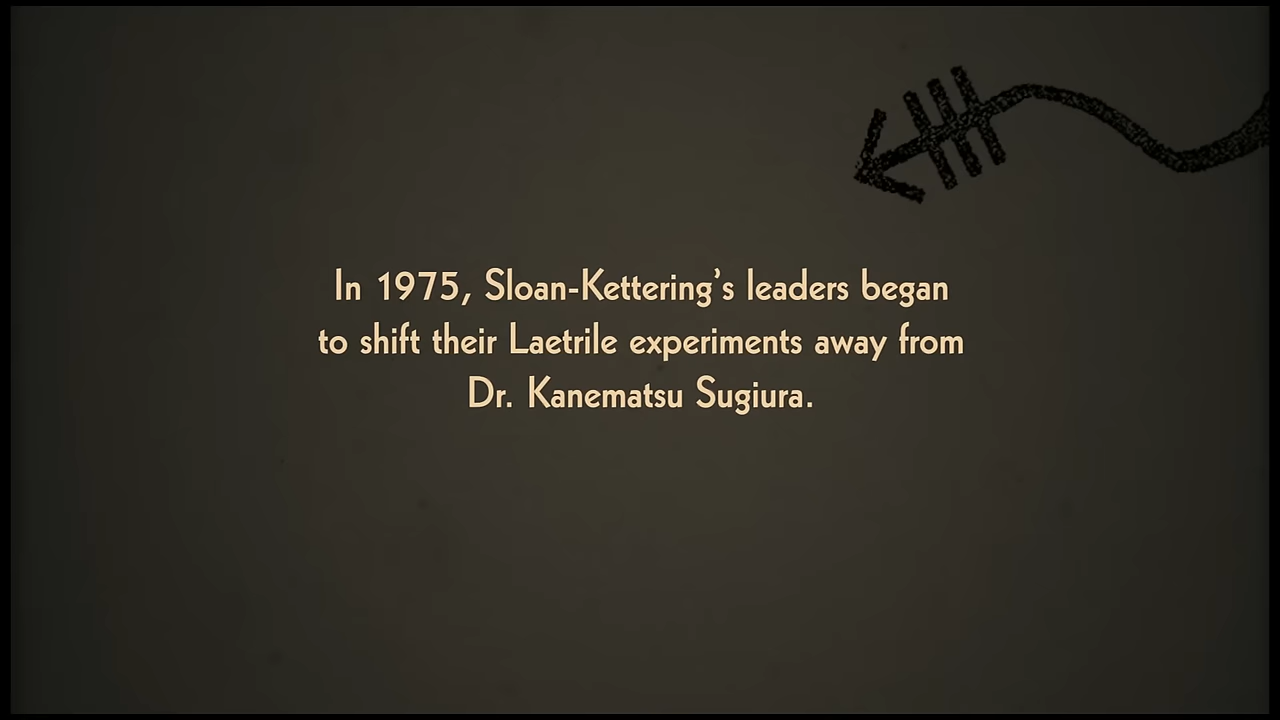 In 1975, Sloan-Kettering’s leaders began
to shift their Laetrile experiments away from
Dr. Kanematsu Sugiura.